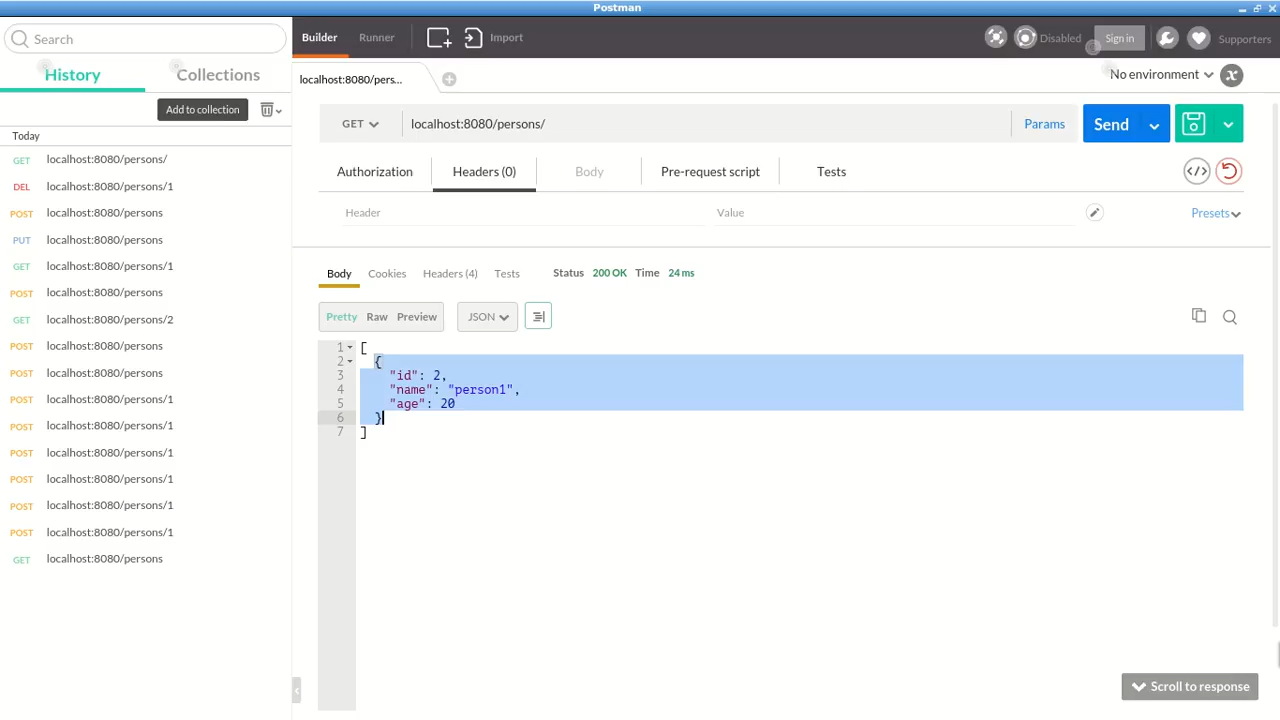 Postman
Search
Builder
Runner
Import
Disabled
Sign in
Supporters
History
Collections
localhost:8080/pers...
No environment
x
Add to collection
Today
GET localhost:8080/persons/
DEL localhost:8080/persons/1
POST localhost:8080/persons
PUT localhost:8080/persons
GET localhost:8080/persons/1
POST localhost:8080/persons
GET localhost:8080/persons/2
POST localhost:8080/persons
POST localhost:8080/persons
POST localhost:8080/persons/1
POST localhost:8080/persons/1
POST localhost:8080/persons/1
POST localhost:8080/persons/1
POST localhost:8080/persons/1
POST localhost:8080/persons/1
GET localhost:8080/persons
GET localhost:8080/persons/ Params Send
Authorization Headers (0) Body Pre-request script Tests
Header Value Presets
Body Cookies Headers (4) Tests Status 200 OK Time 24 ms
Pretty Raw Preview JSON
1 [
2 {
3 "id": 2,
4 "name": "person1",
5 "age": 20
6 }
7 ]
Scroll to response